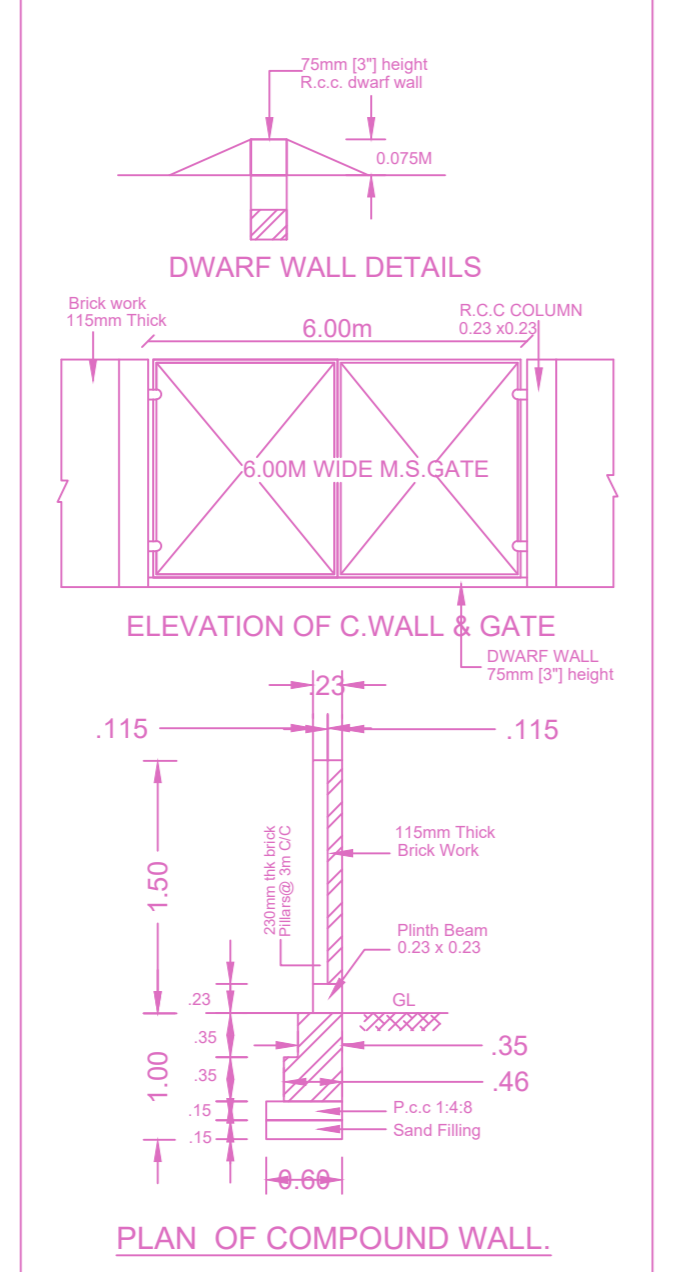 75mm [3"] height
R.c.c. dwarf wall
0.075M
DWARF WALL DETAILS
Brick work
115mm Thick
6.00m
R.C.C COLUMN
0.23 x0.23
6.00M WIDE M.S.GATE
ELEVATION OF C.WALL & GATE
DWARF WALL
75mm [3"] height
.23
.115
.115
1.50
230mm thk brick
Pillars@ 3m C/C
115mm Thick
Brick Work
Plinth Beam
0.23 x 0.23
.23
GL
1.00
.35
.35
.35
.46
.15
P.c.c 1:4:8
.15
Sand Filling
0.60
PLAN OF COMPOUND WALL.